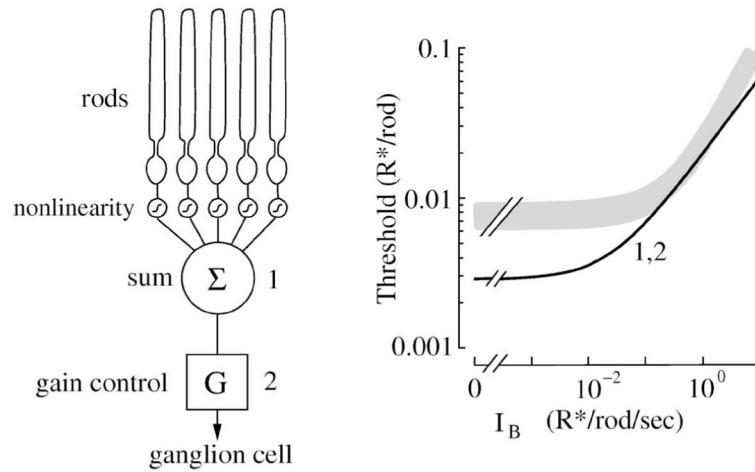 rods
nonlinearity
sum Σ 1
gain control G 2
ganglion cell
Threshold (R*/rod)
0.1
0.01
0.001
1,2
0 10⁻² 10⁰
I_B (R*/rod/sec)